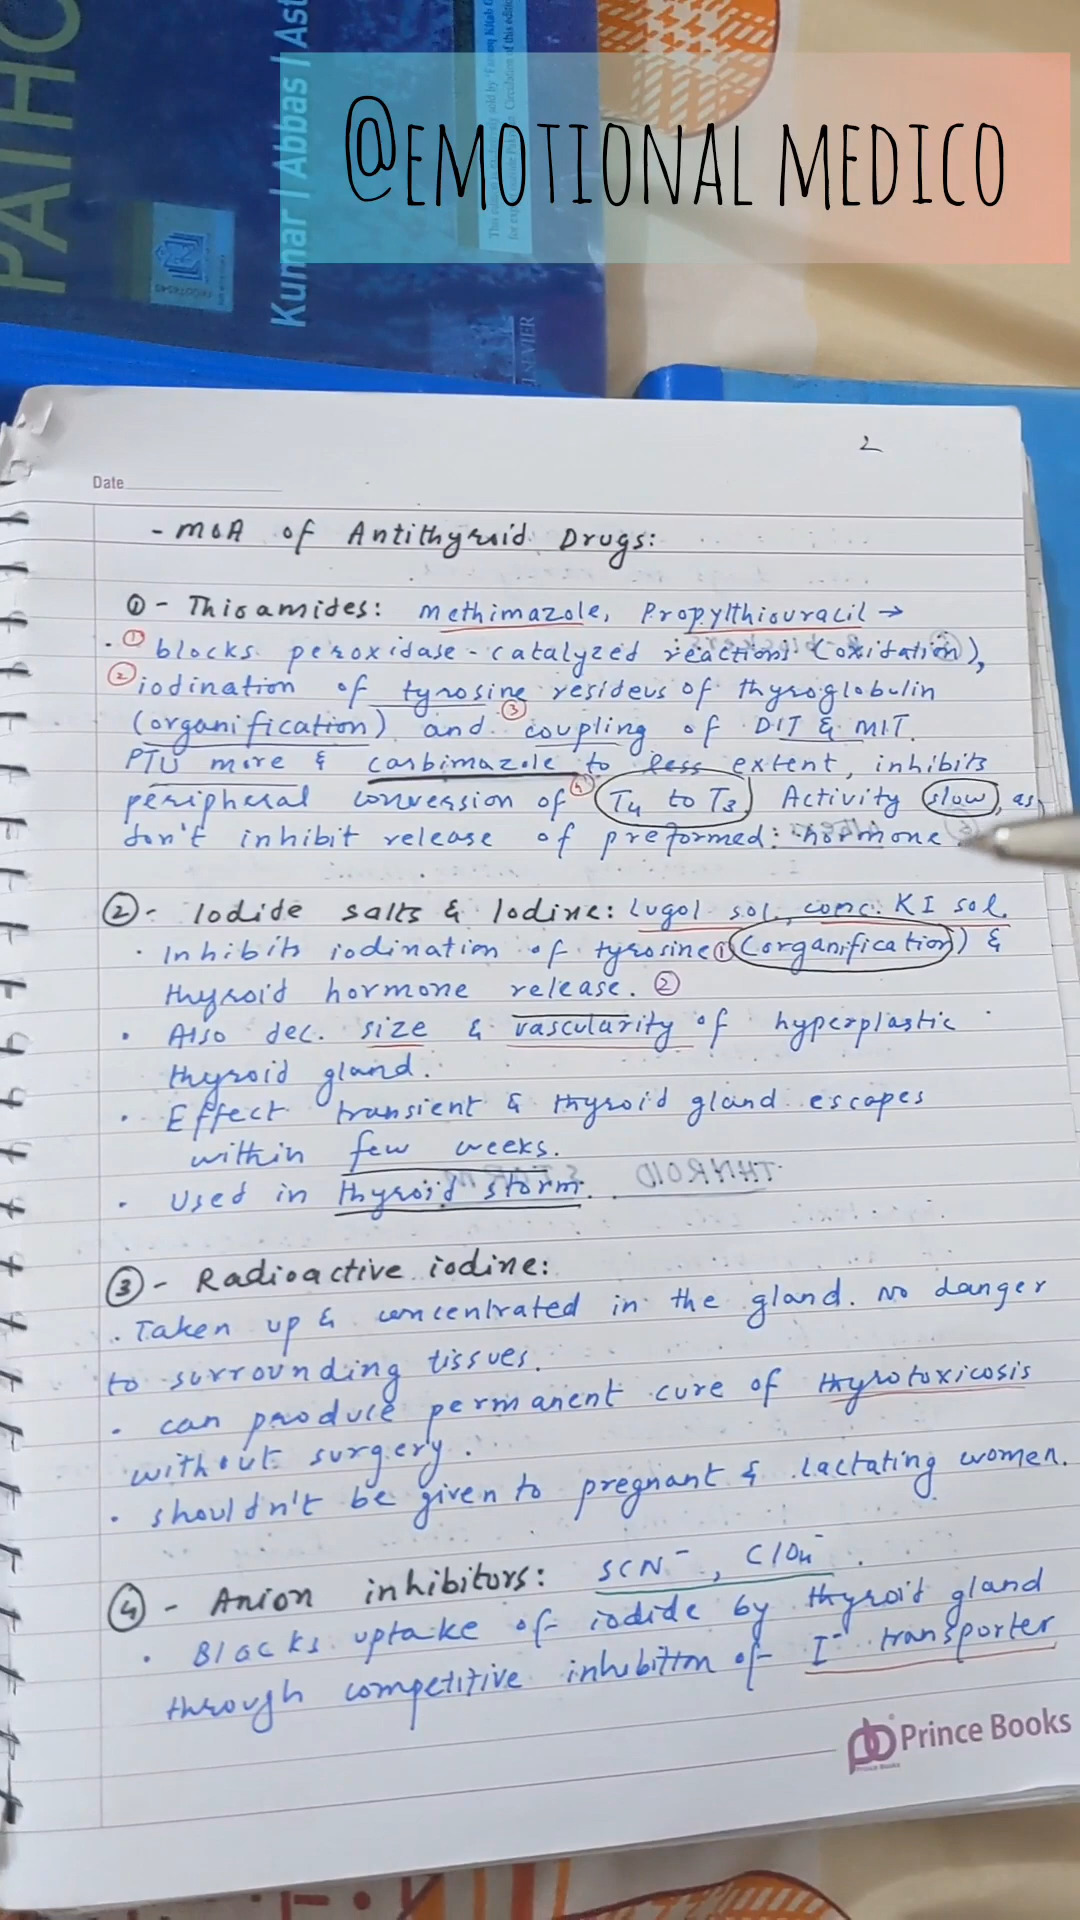 PATHO
Kumar | Abbas | Ast
ELSEVIER
@EMOTIONAL MEDICO
2
Date
- MOA of Antithyroid Drugs:
① - Thioamides: Methimazole, Propylthiouracil →
. ① blocks peroxidase-catalyzed reactions (oxidation),
② iodination of tyrosine resideus of thyroglobulin
(organification) and ③ coupling of DIT & MIT.
PTU more & carbimazole to less extent, inhibits
peripheral conversion of ④ (T4 to T3). Activity slow, as
don't inhibit release of preformed hormone.
② - Iodide salts & Iodine: Lugol sol., conc. KI sol.
. Inhibits iodination of tyrosine ① (organification) &
thyroid hormone release. ②
. Also dec. size & vascularity of hyperplastic
thyroid gland.
. Effect transient & thyroid gland escapes
within few weeks.
. Used in thyroid storm.
③ - Radioactive iodine:
. Taken up & concentrated in the gland. No danger
to surrounding tissues.
. can produce permanent cure of thyrotoxicosis
without surgery.
. shouldn't be given to pregnant & lactating women.
④ - Anion inhibitors: SCN⁻, ClO4⁻.
. Blocks uptake of iodide by thyroid gland
through competitive inhibition of I⁻ transporter
Prince Books